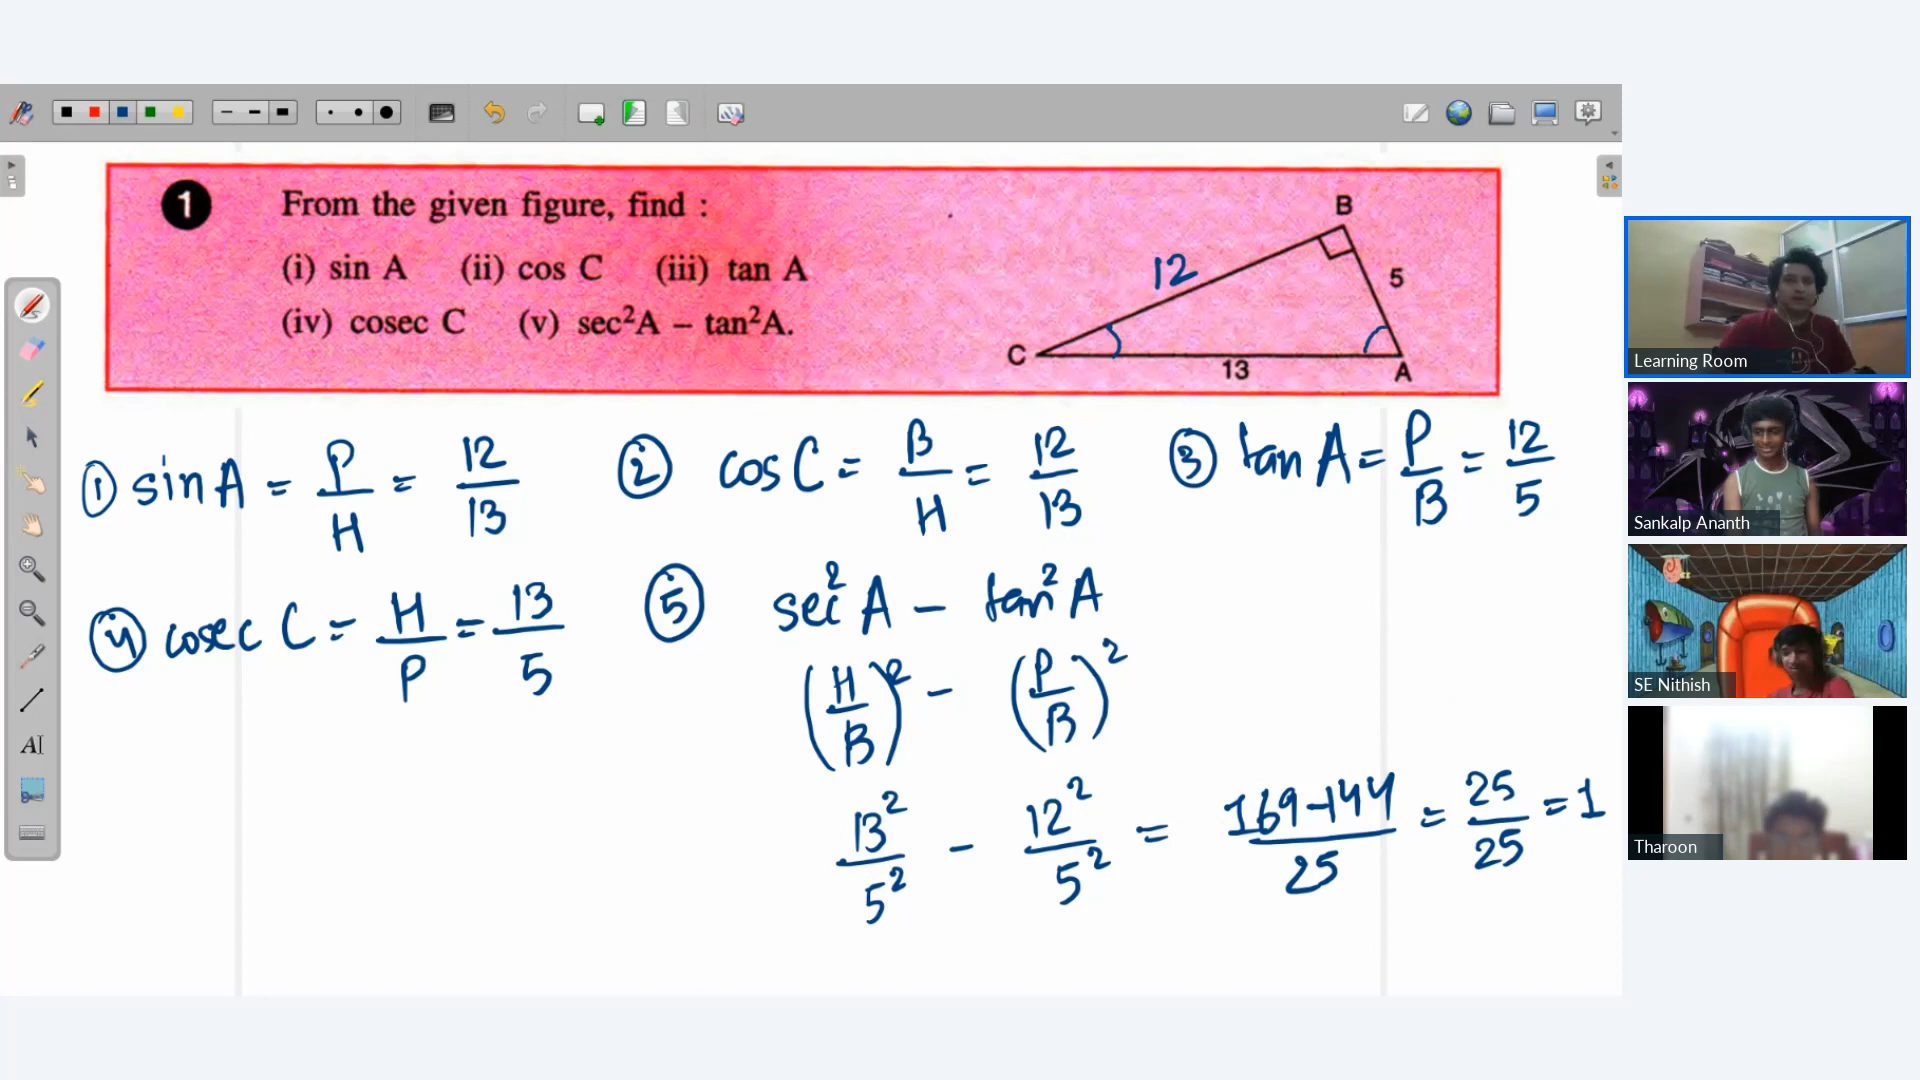 1 From the given figure, find :
(i) sin A (ii) cos C (iii) tan A
(iv) cosec C (v) sec²A – tan²A.
B
12
5
C
13
A
① sin A = P/H = 12/13
② cos C = B/H = 12/13
③ tan A = P/B = 12/5
④ cosec C = H/P = 13/5
⑤ sec²A – tan²A
(H/B)² – (P/B)²
13²/5² – 12²/5² = 169-144/25 = 25/25 = 1
AI
Learning Room
Sankalp Ananth
SE Nithish
Tharoon